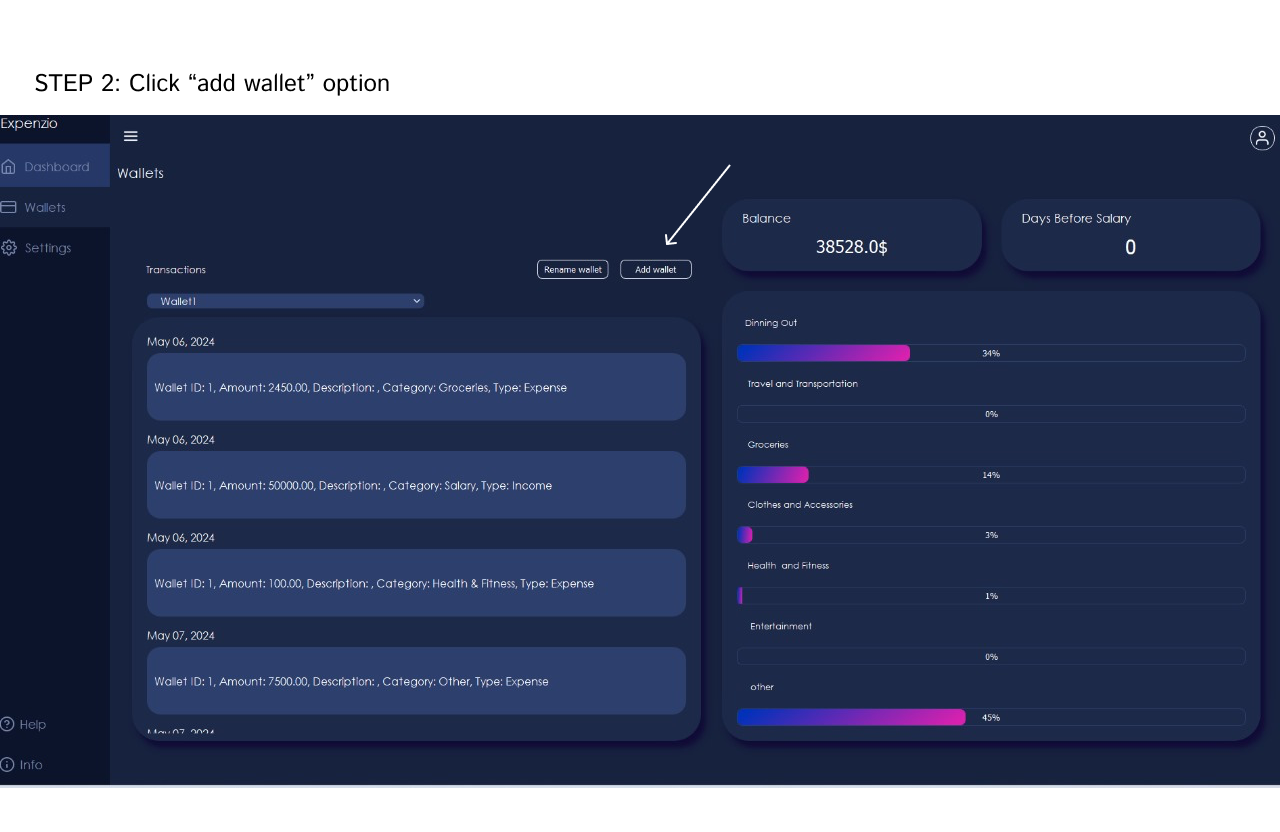 STEP 2: Click “add wallet” option
Expenzio
Dashboard
Wallets
Settings
Help
Info
Wallets
Transactions
Rename wallet
Add wallet
Wallet1
May 06, 2024
Wallet ID: 1, Amount: 2450.00, Description: , Category: Groceries, Type: Expense
May 06, 2024
Wallet ID: 1, Amount: 50000.00, Description: , Category: Salary, Type: Income
May 06, 2024
Wallet ID: 1, Amount: 100.00, Description: , Category: Health & Fitness, Type: Expense
May 07, 2024
Wallet ID: 1, Amount: 7500.00, Description: , Category: Other, Type: Expense
May 07, 2024
Balance
38528.0$
Days Before Salary
0
Dinning Out
34%
Travel and Transportation
0%
Groceries
14%
Clothes and Accessories
3%
Health and Fitness
1%
Entertainment
0%
other
45%